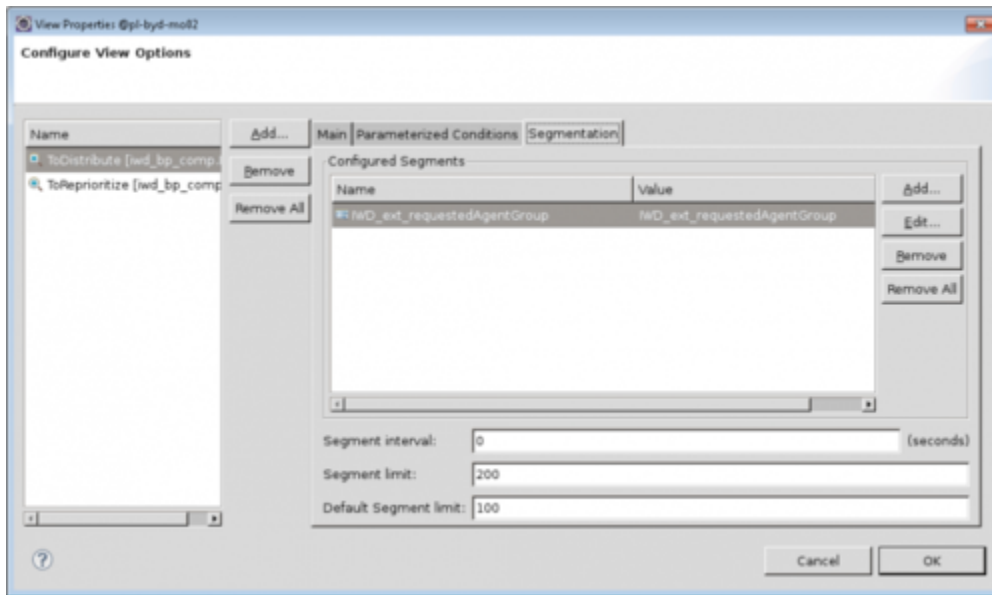 View Properties @pl-byd-mo82
Configure View Options
Name
ToDistribute [iwd_bp_comp.
ToReprioritize [iwd_bp_comp
Add...
Remove
Remove All
Main Parameterized Conditions Segmentation
Configured Segments
Name Value
IWD_ext_requestedAgentGroup IWD_ext_requestedAgentGroup
Add...
Edit...
Remove
Remove All
Segment interval: 0 (seconds)
Segment limit: 200
Default Segment limit: 100
?
Cancel OK